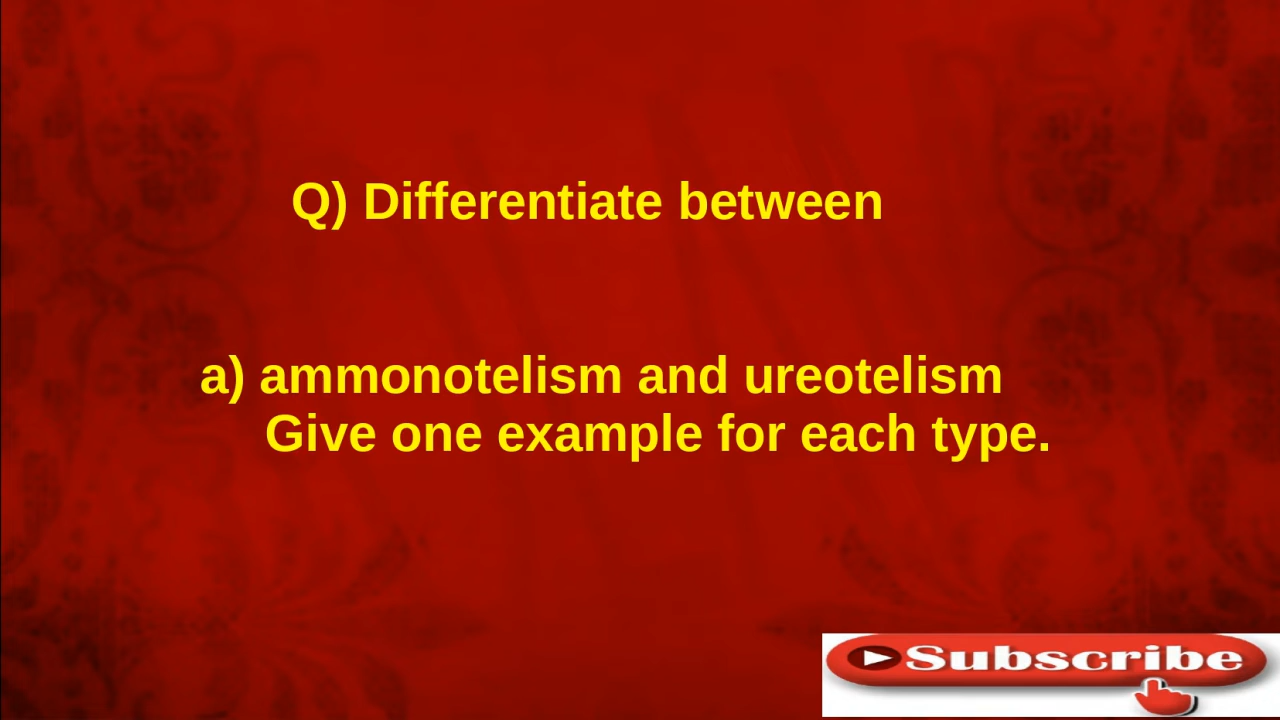 Q) Differentiate between
a) ammonotelism and ureotelism
Give one example for each type.
Subscribe